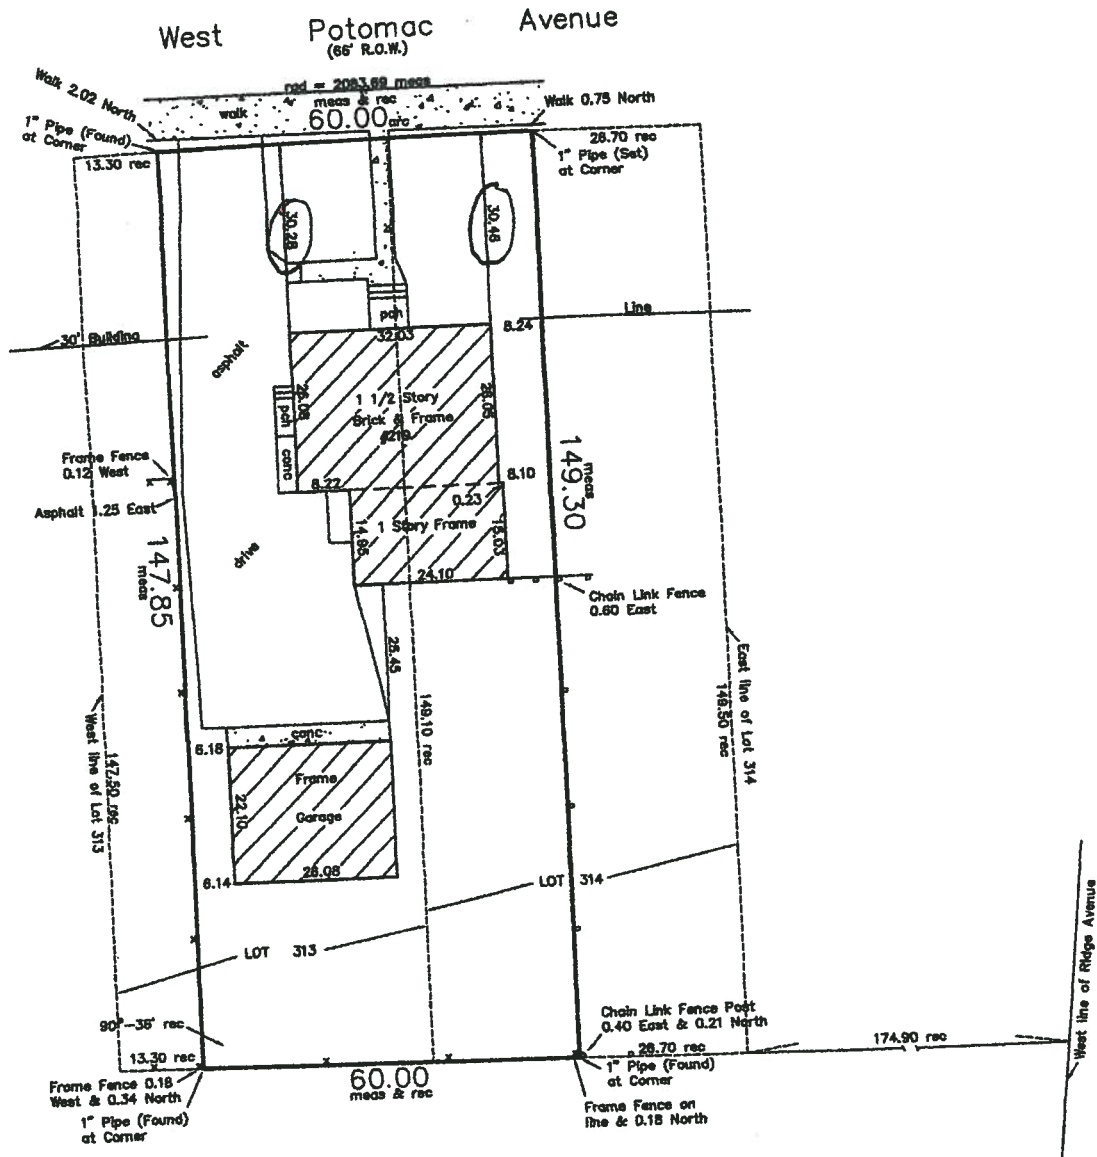 West Potomac Avenue
(66' R.O.W.)
rad = 2083.69 meas
meas & rec
60.00 arc
walk
Walk 2.02 North
Walk 0.75 North
1" Pipe (Found)
at Corner
13.30 rec
26.70 rec
1" Pipe (Set)
at Corner
30.28
30.46
pch
32.03
8.24
Line
30' Building
asphalt
26.08
pch
conc
1 1/2 Story
Brick & Frame
26.05
Frame Fence
0.12 West
Asphalt 1.25 East
8.22
8.10
0.23
149.30
meas
1 Story Frame
14.96
15.03
24.10
drive
147.85
meas
Chain Link Fence
0.60 East
25.45
149.10 rec
East line of Lot 314
149.50 rec
West line of Lot 313
147.50 rec
conc
6.18
Frame
Garage
22.10
26.08
6.14
LOT 314
LOT 313
90°-36' rec
13.30 rec
Frame Fence 0.18
West & 0.34 North
1" Pipe (Found)
at Corner
60.00
meas & rec
Chain Link Fence Post
0.40 East & 0.21 North
26.70 rec
1" Pipe (Found)
at Corner
Frame Fence on
line & 0.18 North
174.90 rec
West line of Ridge Avenue